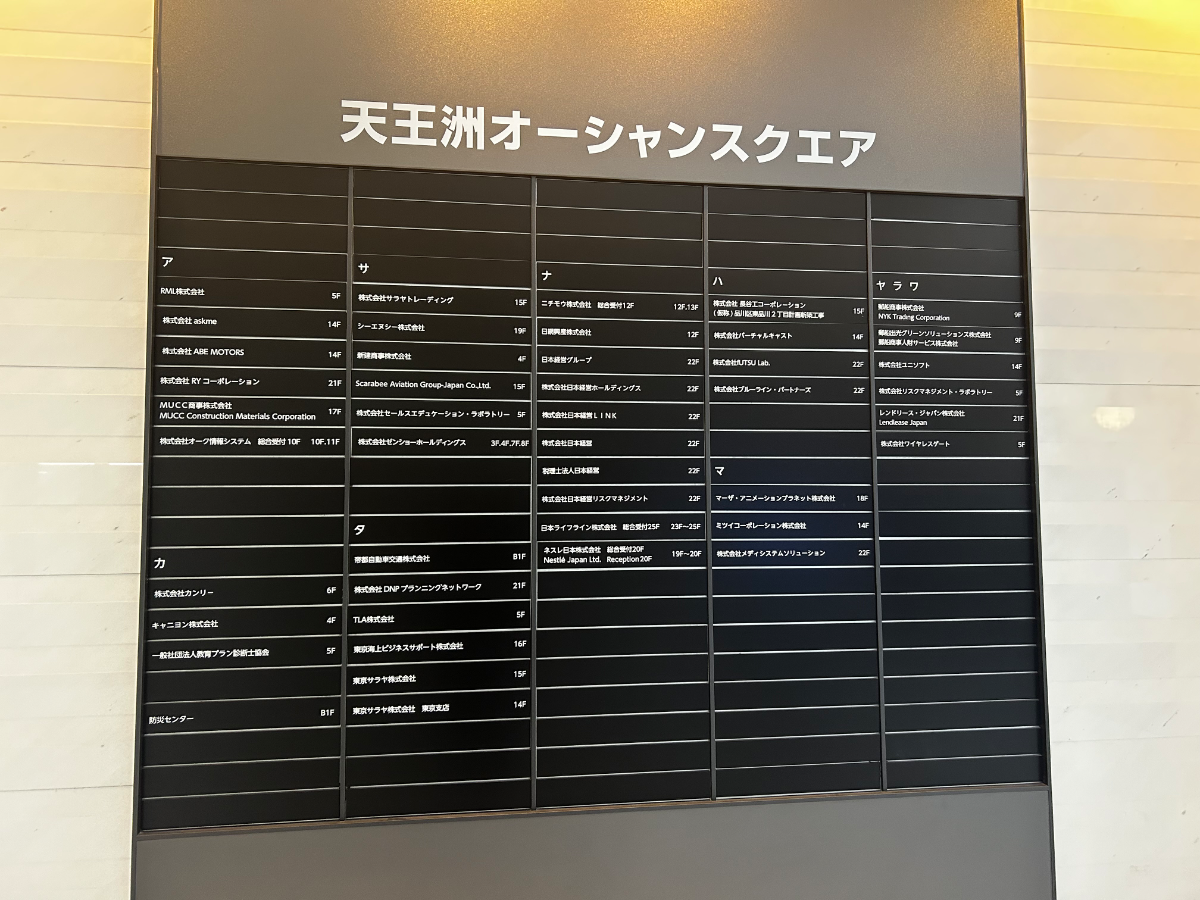 天王洲オーシャンスクエア
ア
RML株式会社 5F
株式会社 askme 14F
株式会社 ABE MOTORS 14F
株式会社 RY コーポレーション 21F
MUCC商事株式会社
MUCC Construction Materials Corporation 17F
株式会社オーク情報システム 総合受付 10F 10F.11F
カ
株式会社カンリー 6F
キャニヨン株式会社 4F
一般社団法人教育プラン診断士協会 5F
防災センター B1F
サ
株式会社サラヤトレーディング 15F
シーエヌシー株式会社 19F
新建商事株式会社 4F
Scarabee Aviation Group-Japan Co.,Ltd. 15F
株式会社セールスエデュケーション・ラボラトリー 5F
株式会社ゼンショーホールディングス 3F.4F.7F.8F
タ
帝都自動車交通株式会社 B1F
株式会社 DNP プランニングネットワーク 21F
TLA株式会社 5F
東京海上ビジネスサポート株式会社 16F
東京サラヤ株式会社 15F
東京サラヤ株式会社 東京支店 14F
ナ
ニチモウ株式会社 総合受付12F 12F.13F
日網興産株式会社 12F
日本経営グループ 22F
株式会社日本経営ホールディングス 22F
株式会社日本経営LINK 22F
株式会社日本経営 22F
税理士法人日本経営 22F
株式会社日本経営リスクマネジメント 22F
日本ライフライン株式会社 総合受付25F 23F～25F
ネスレ日本株式会社 総合受付20F
Nestlé Japan Ltd. Reception 20F 19F～20F
ハ
株式会社 長谷工コーポレーション
(仮称)品川区東品川2丁目計画新築工事 15F
株式会社バーチャルキャスト 14F
株式会社fUTSU Lab. 22F
株式会社ブルーライン・パートナーズ 22F
マ
マーザ・アニメーションプラネット株式会社 18F
ミツイコーポレーション株式会社 14F
株式会社メディシステムソリューション 22F
ヤ ラ ワ
郵船商事株式会社
NYK Trading Corporation 9F
郵船出光グリーンソリューションズ株式会社
郵船商事人財サービス株式会社 9F
株式会社ユニソフト 14F
株式会社リスクマネジメント・ラボラトリー 5F
レンドリース・ジャパン株式会社
Lendlease Japan 21F
株式会社ワイヤレスゲート 5F